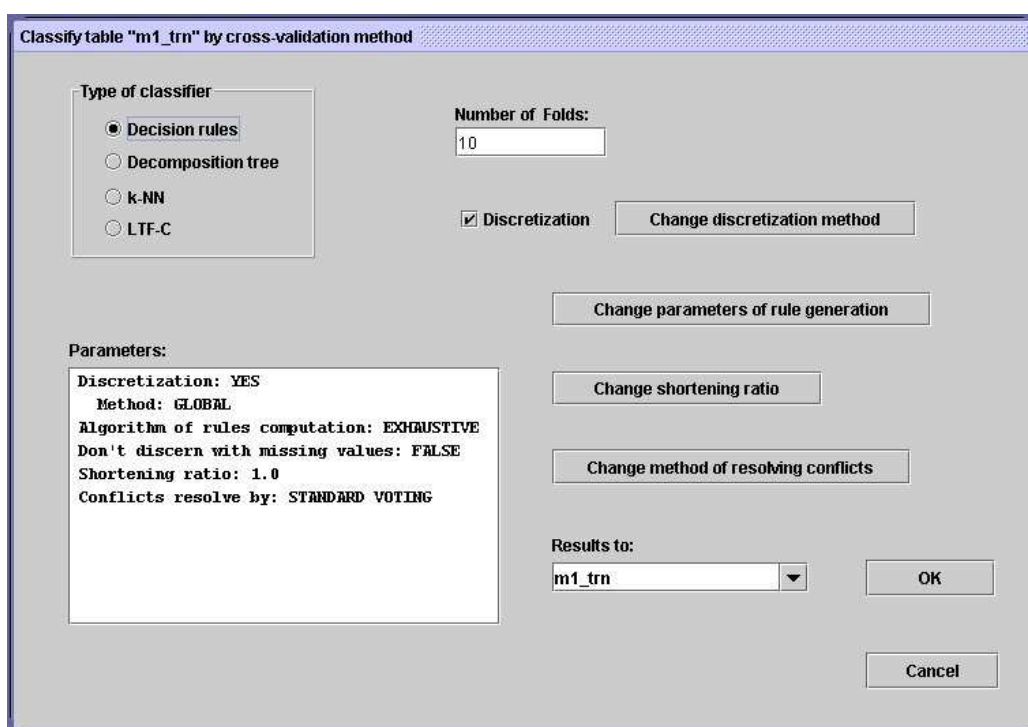 Classify table "m1_trn" by cross-validation method
Type of classifier
Decision rules
Decomposition tree
k-NN
LTF-C
Number of Folds:
10
Discretization
Change discretization method
Change parameters of rule generation
Parameters:
Discretization: YES
Method: GLOBAL
Algorithm of rules computation: EXHAUSTIVE
Don't discern with missing values: FALSE
Shortening ratio: 1.0
Conflicts resolve by: STANDARD VOTING
Change shortening ratio
Change method of resolving conflicts
Results to:
m1_trn
OK
Cancel